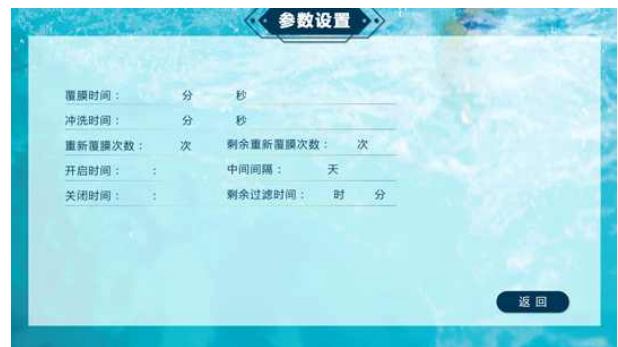 参数设置
覆膜时间： 分 秒
冲洗时间： 分 秒
重新覆膜次数： 次 剩余重新覆膜次数： 次
开启时间： ： 中间间隔： 天
关闭时间： ： 剩余过滤时间： 时 分
返回